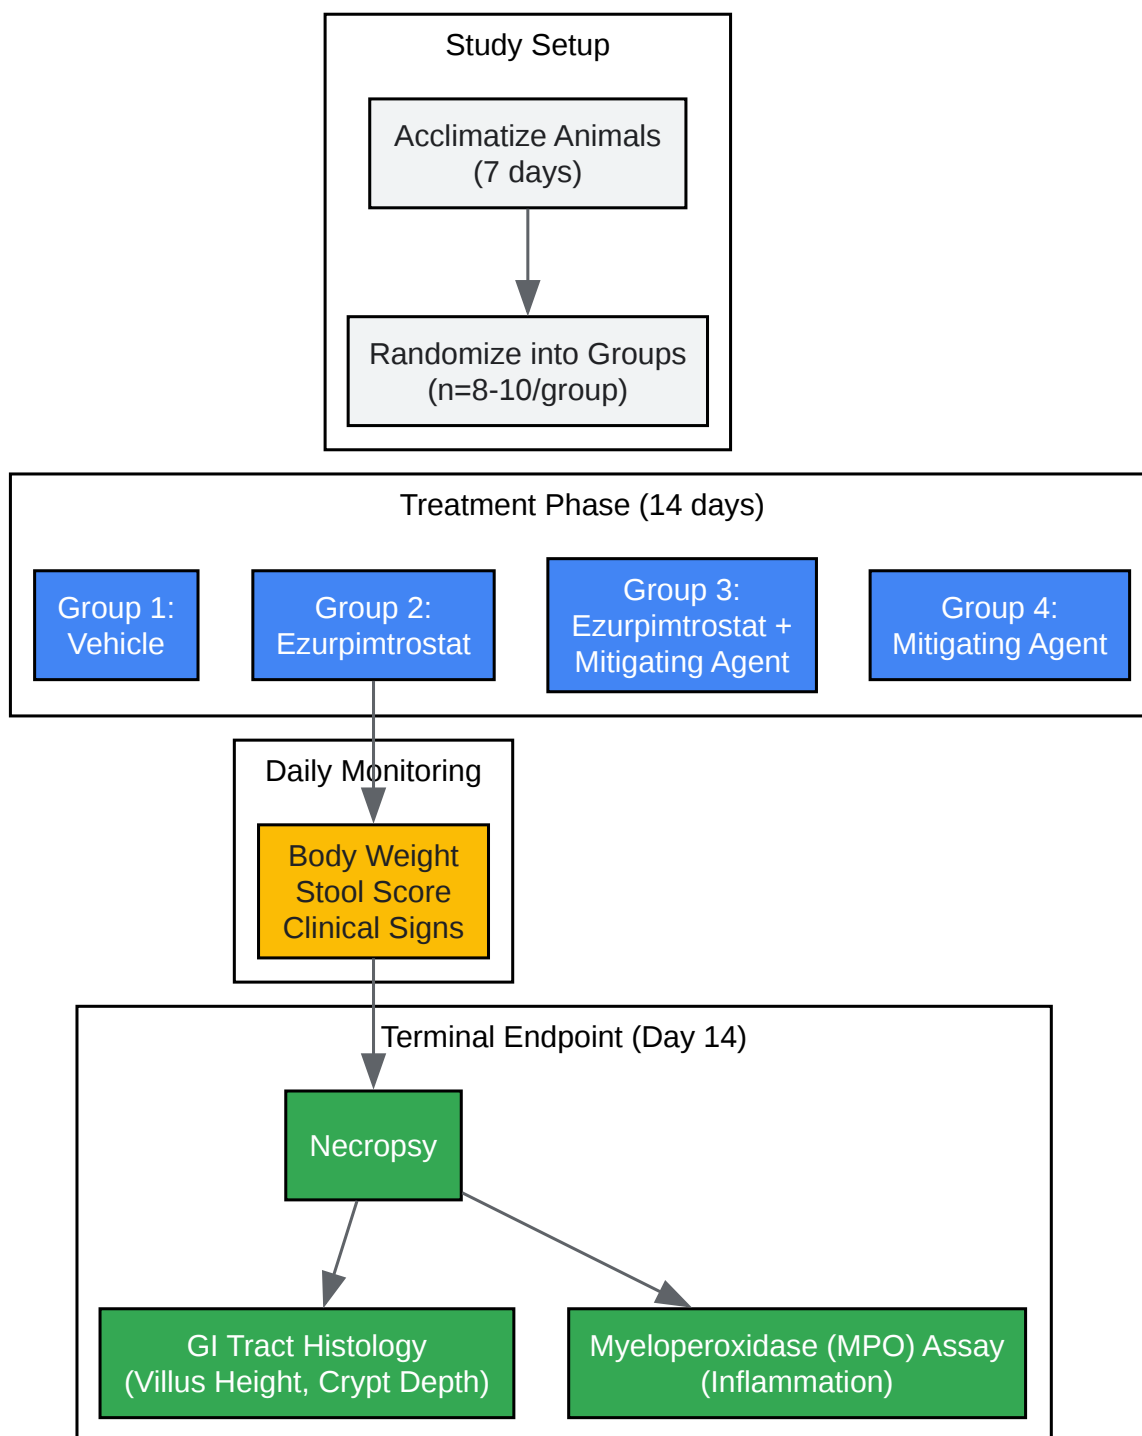 Study Setup
Acclimatize Animals
(7 days)
Randomize into Groups
(n=8-10/group)
Treatment Phase (14 days)
Group 1:
Vehicle
Group 2:
Ezurpimtrostat
Group 3:
Ezurpimtrostat +
Mitigating Agent
Group 4:
Mitigating Agent
Daily Monitoring
Body Weight
Stool Score
Clinical Signs
Terminal Endpoint (Day 14)
Necropsy
GI Tract Histology
(Villus Height, Crypt Depth)
Myeloperoxidase (MPO) Assay
(Inflammation)